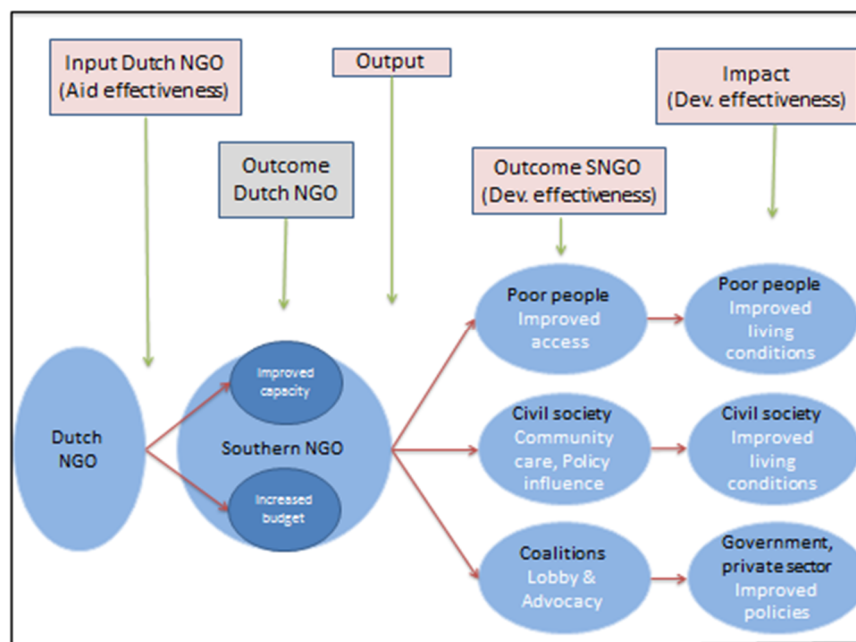 Input Dutch NGO
(Aid effectiveness)
Output
Impact
(Dev. effectiveness)
Outcome
Dutch NGO
Outcome SNGO
(Dev. effectiveness)
Dutch
NGO
Improved
capacity
Southern NGO
Increased
budget
Poor people
Improved
access
Poor people
Improved
living
conditions
Civil society
Community
care, Policy
influence
Civil society
Improved
living
conditions
Coalitions
Lobby &
Advocacy
Government,
private sector
Improved
policies